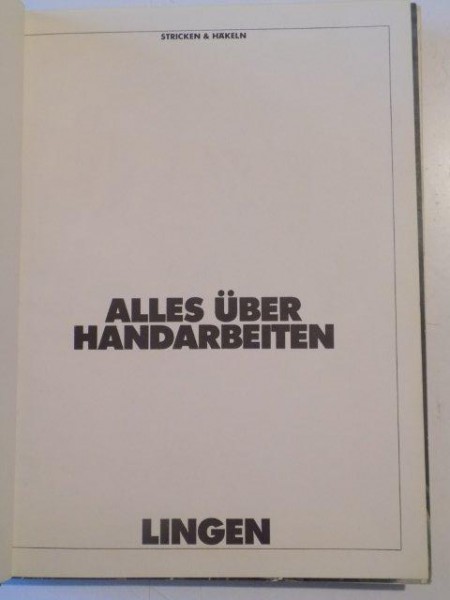 STRICKEN & HÄKELN
ALLES ÜBER
HANDARBEITEN
LINGEN